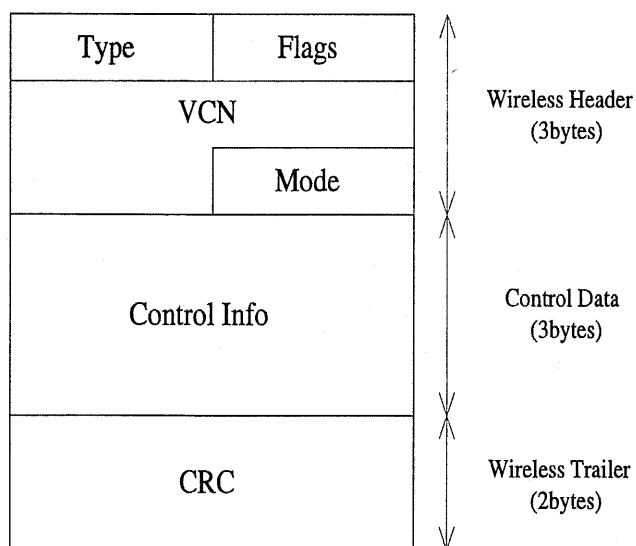 Type
Flags
VCN
Mode
Wireless Header
(3bytes)
Control Info
Control Data
(3bytes)
CRC
Wireless Trailer
(2bytes)